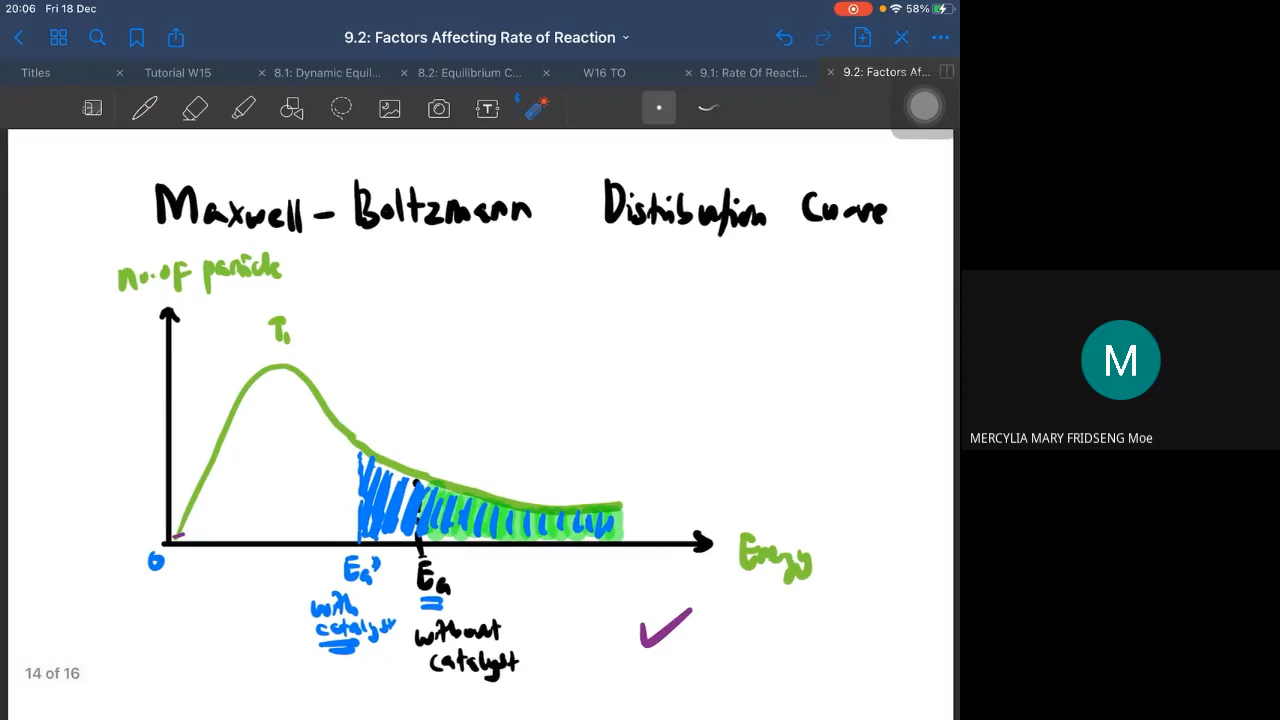 20:06 Fri 18 Dec
58%
9.2: Factors Affecting Rate of Reaction
Titles
Tutorial W15
8.1: Dynamic Equil...
8.2: Equilibrium C...
W16 TO
9.1: Rate Of Reacti...
9.2: Factors Af...
T
Maxwell - Boltzmann Distribution Curve
no. of particle
T₁
Energy
0
Ea'
Ea
with
catalyst
without
catalyst
14 of 16
M
MERCYLIA MARY FRIDSENG Moe